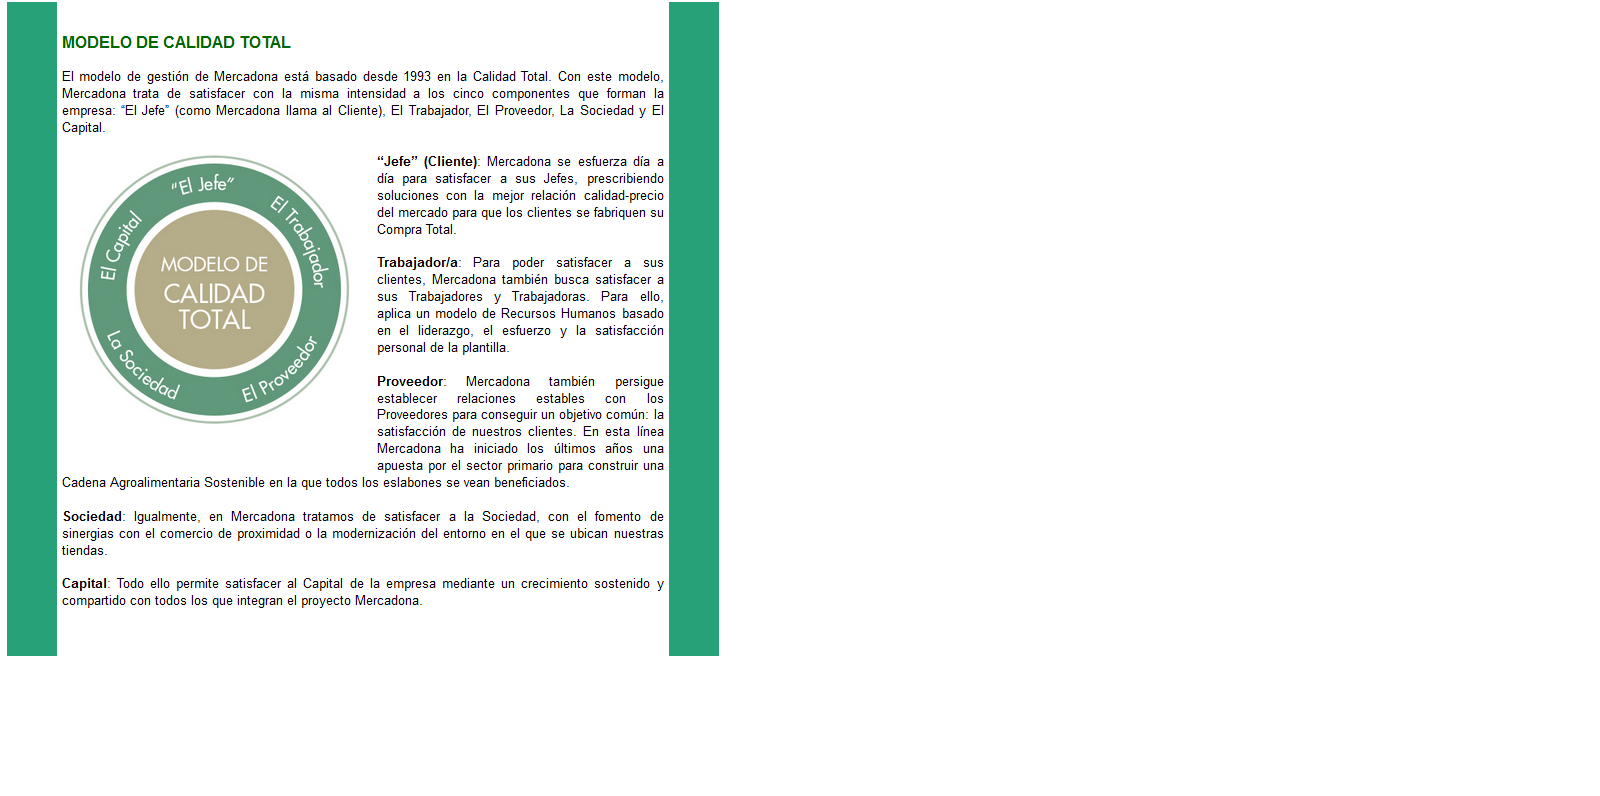 MODELO DE CALIDAD TOTAL
El modelo de gestión de Mercadona está basado desde 1993 en la Calidad Total. Con este modelo,
Mercadona trata de satisfacer con la misma intensidad a los cinco componentes que forman la
empresa: “El Jefe” (como Mercadona llama al Cliente), El Trabajador, El Proveedor, La Sociedad y El
Capital.
“El Jefe”
El Trabajador
El Proveedor
La Sociedad
El Capital
MODELO DE
CALIDAD
TOTAL
“Jefe” (Cliente): Mercadona se esfuerza día a
día para satisfacer a sus Jefes, prescribiendo
soluciones con la mejor relación calidad-precio
del mercado para que los clientes se fabriquen su
Compra Total.
Trabajador/a: Para poder satisfacer a sus
clientes, Mercadona también busca satisfacer a
sus Trabajadores y Trabajadoras. Para ello,
aplica un modelo de Recursos Humanos basado
en el liderazgo, el esfuerzo y la satisfacción
personal de la plantilla.
Proveedor: Mercadona también persigue
establecer relaciones estables con los
Proveedores para conseguir un objetivo común: la
satisfacción de nuestros clientes. En esta línea
Mercadona ha iniciado los últimos años una
apuesta por el sector primario para construir una
Cadena Agroalimentaria Sostenible en la que todos los eslabones se vean beneficiados.
Sociedad: Igualmente, en Mercadona tratamos de satisfacer a la Sociedad, con el fomento de
sinergias con el comercio de proximidad o la modernización del entorno en el que se ubican nuestras
tiendas.
Capital: Todo ello permite satisfacer al Capital de la empresa mediante un crecimiento sostenido y
compartido con todos los que integran el proyecto Mercadona.